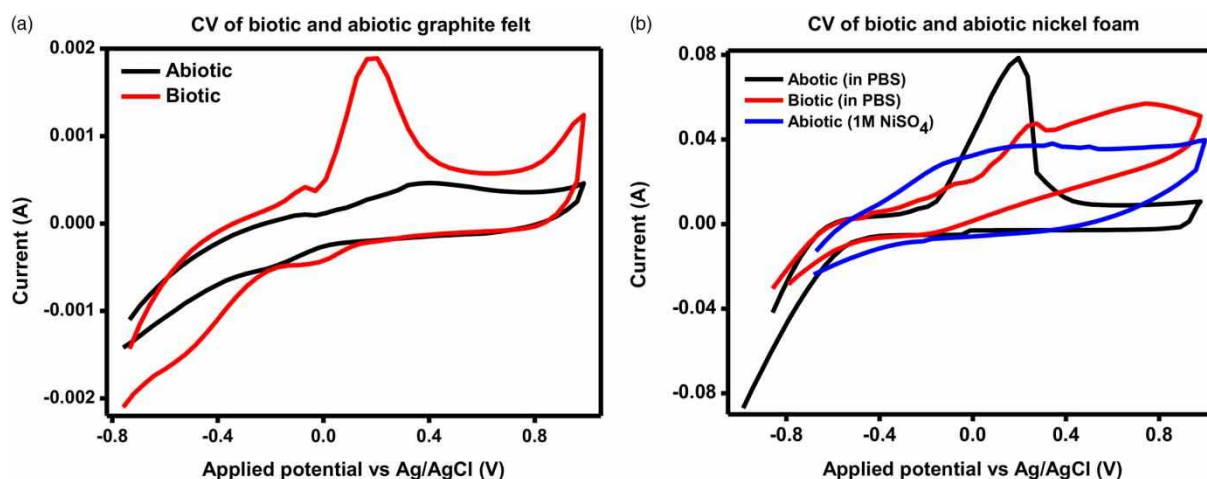 (a)
CV of biotic and abiotic graphite felt
0.002
0.001
0.000
-0.001
-0.002
Current (A)
Abiotic
Biotic
-0.8
-0.4
0.0
0.4
0.8
Applied potential vs Ag/AgCl (V)
(b)
CV of biotic and abiotic nickel foam
0.08
0.04
0.00
-0.04
-0.08
Current (A)
Abotic (in PBS)
Biotic (in PBS)
Abiotic (1M NiSO₄)
-0.8
-0.4
0.0
0.4
0.8
Applied potential vs Ag/AgCl (V)